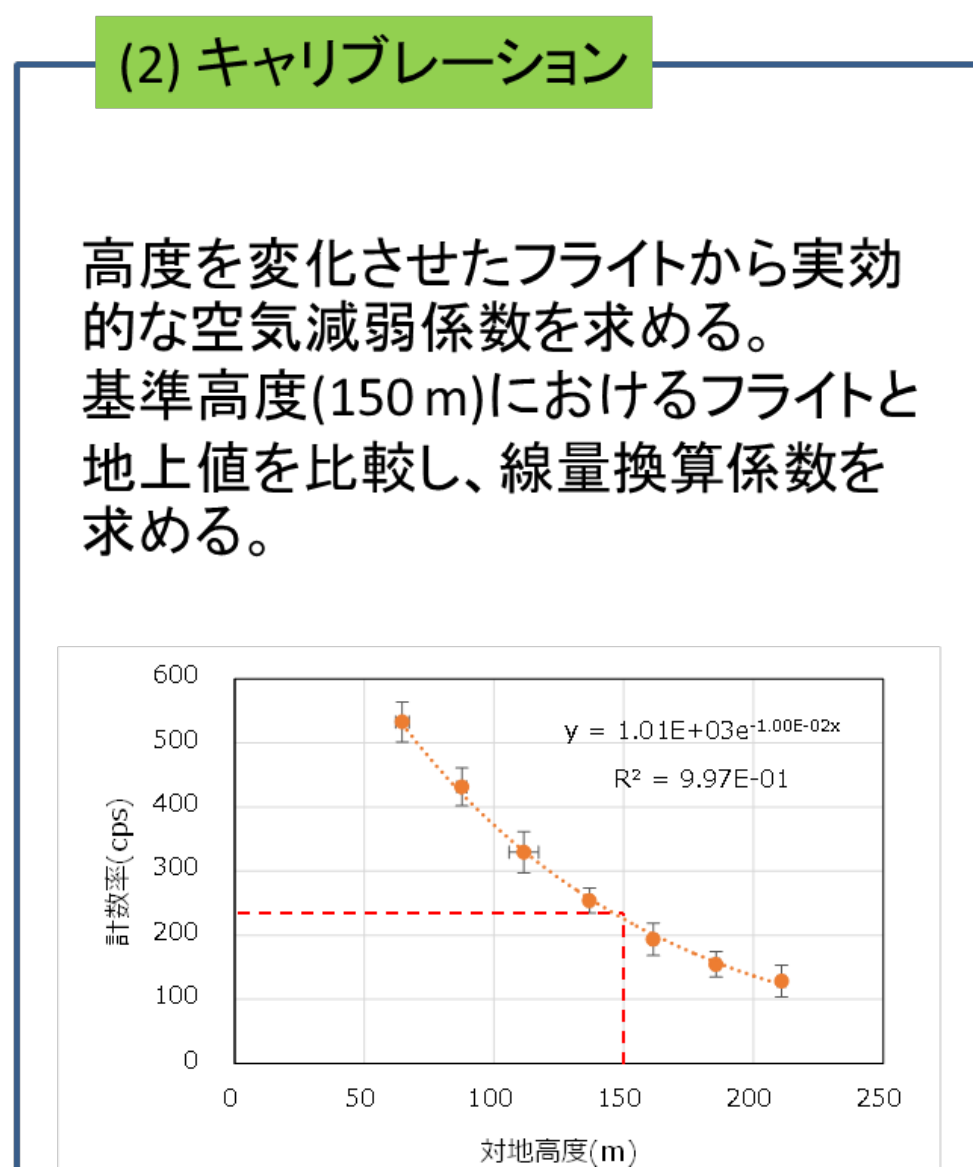 (2) キャリブレーション
高度を変化させたフライトから実効
的な空気減弱係数を求める。
基準高度(150 m)におけるフライトと
地上値を比較し、線量換算係数を
求める。
600
500
400
300
200
100
0
計数率(cps)
y = 1.01E+03e-1.00E-02x
R² = 9.97E-01
0 50 100 150 200 250
対地高度(m)